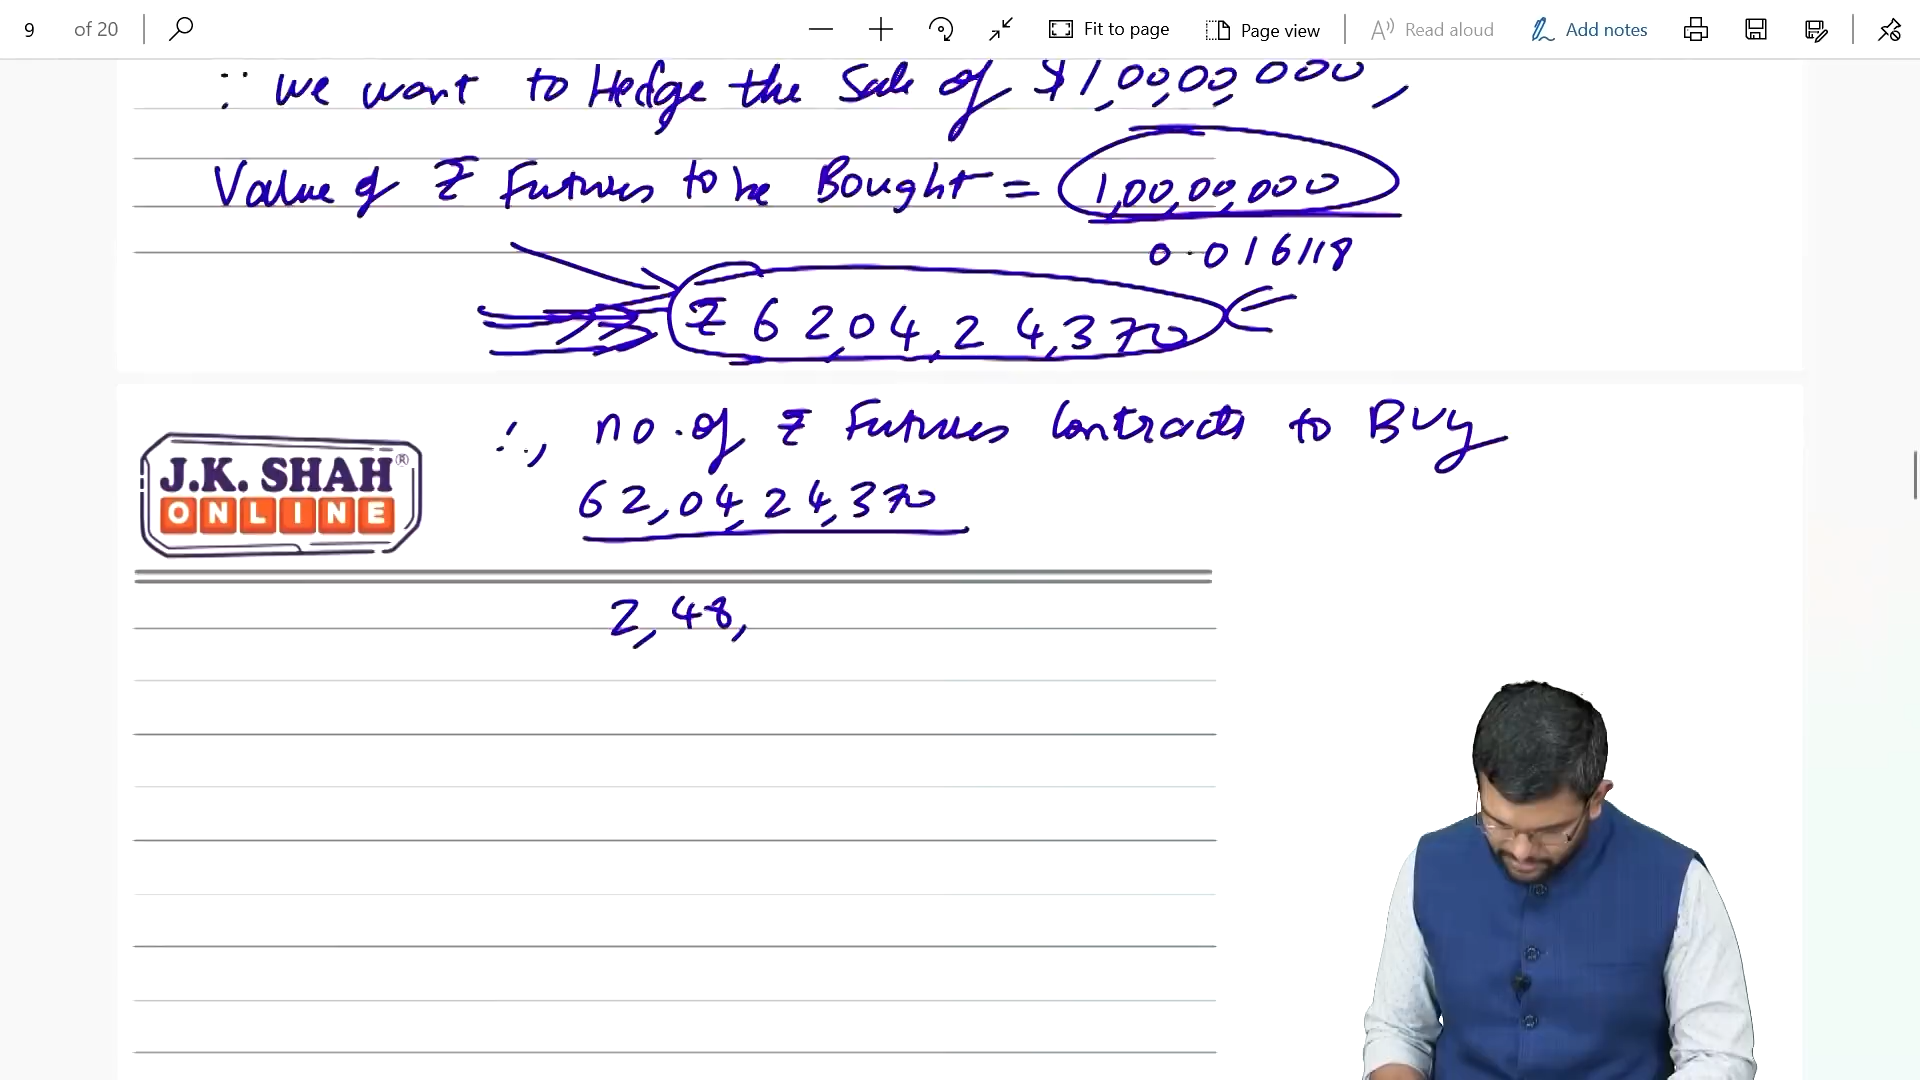 9 of 20 Fit to page Page view Read aloud Add notes
∵ we want to Hedge the Sale of $1,00,00,000,
Value of ₹ Futures to be Bought = 1,00,00,000
0.016118
₹ 62,04,24,370
∴, no. of ₹ Futures Contracts to Buy
62,04,24,370
J.K. SHAH®
ONLINE
2,48,